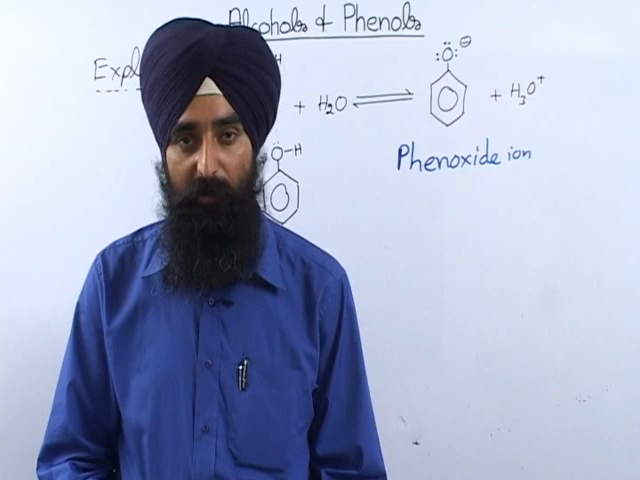 Alcohols & Phenols
Expl
H
+ H₂O ⇌ :Ö:⊖ + H₃O⁺
:Ö-H
Phenoxide ion